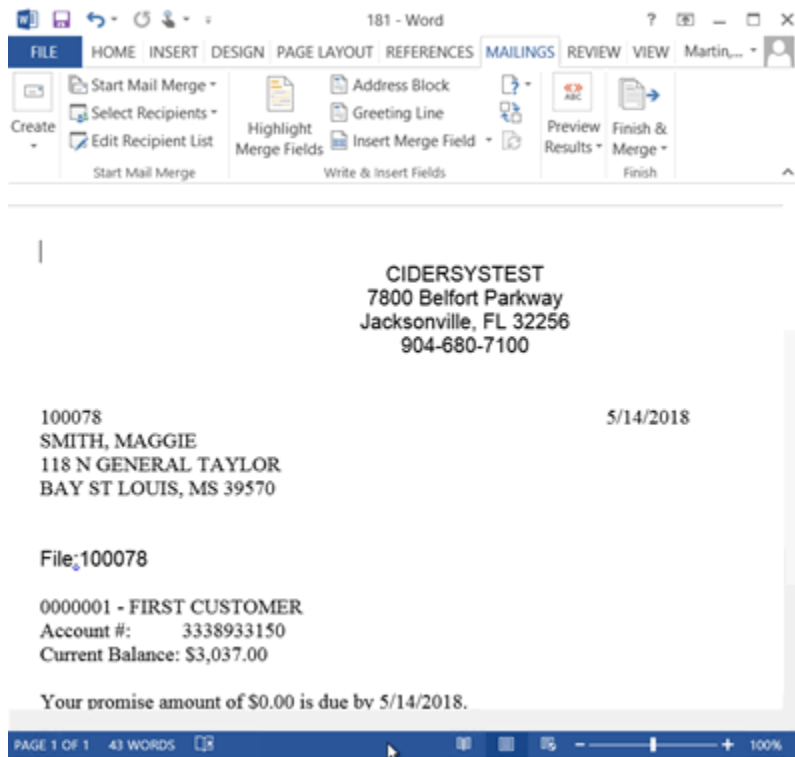 181 - Word
?
FILE HOME INSERT DESIGN PAGE LAYOUT REFERENCES MAILINGS REVIEW VIEW Martin,...
Create
Start Mail Merge
Select Recipients
Edit Recipient List
Start Mail Merge
Highlight
Merge Fields
Address Block
Greeting Line
Insert Merge Field
Write & Insert Fields
ABC
Preview
Results
Finish &
Merge
Finish
CIDERSYSTEST
7800 Belfort Parkway
Jacksonville, FL 32256
904-680-7100
100078 5/14/2018
SMITH, MAGGIE
118 N GENERAL TAYLOR
BAY ST LOUIS, MS 39570
File:100078
0000001 - FIRST CUSTOMER
Account #: 3338933150
Current Balance: $3,037.00
Your promise amount of $0.00 is due by 5/14/2018.
PAGE 1 OF 1 43 WORDS 100%